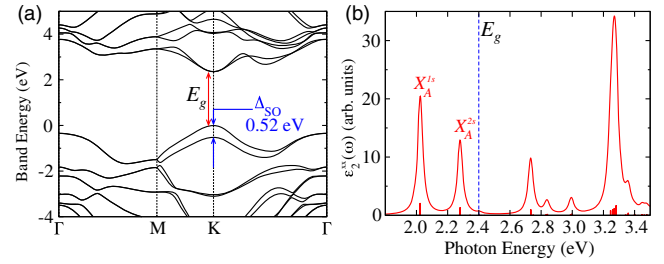 (a)
4
2
0
-2
-4
Band Energy (eV)
E_g
Δ_SO
0.52 eV
Γ
M
K
Γ
(b)
30
20
10
0
ε_2^xx(ω) (arb. units)
X_A^1s
X_A^2s
E_g
2.0
2.2
2.4
2.6
2.8
3.0
3.2
3.4
Photon Energy (eV)